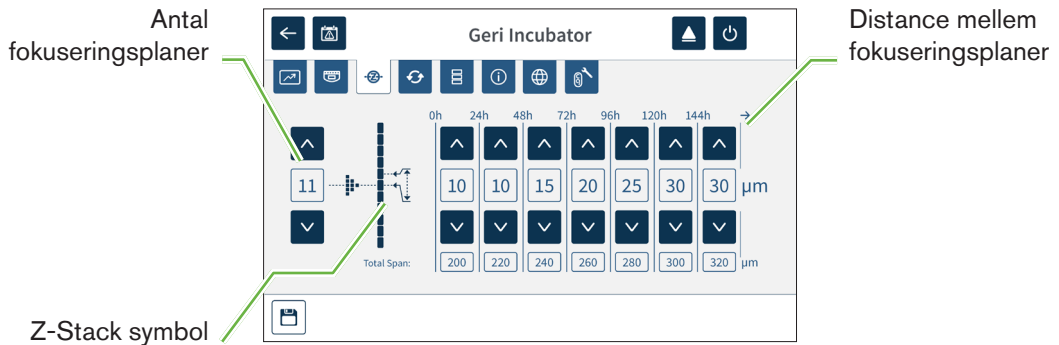 Antal
fokuseringsplaner
Distance mellem
fokuseringsplaner
Geri Incubator
0h 24h 48h 72h 96h 120h 144h →
11 10 10 15 20 25 30 30 µm
Total Span: 200 220 240 260 280 300 320 µm
Z-Stack symbol